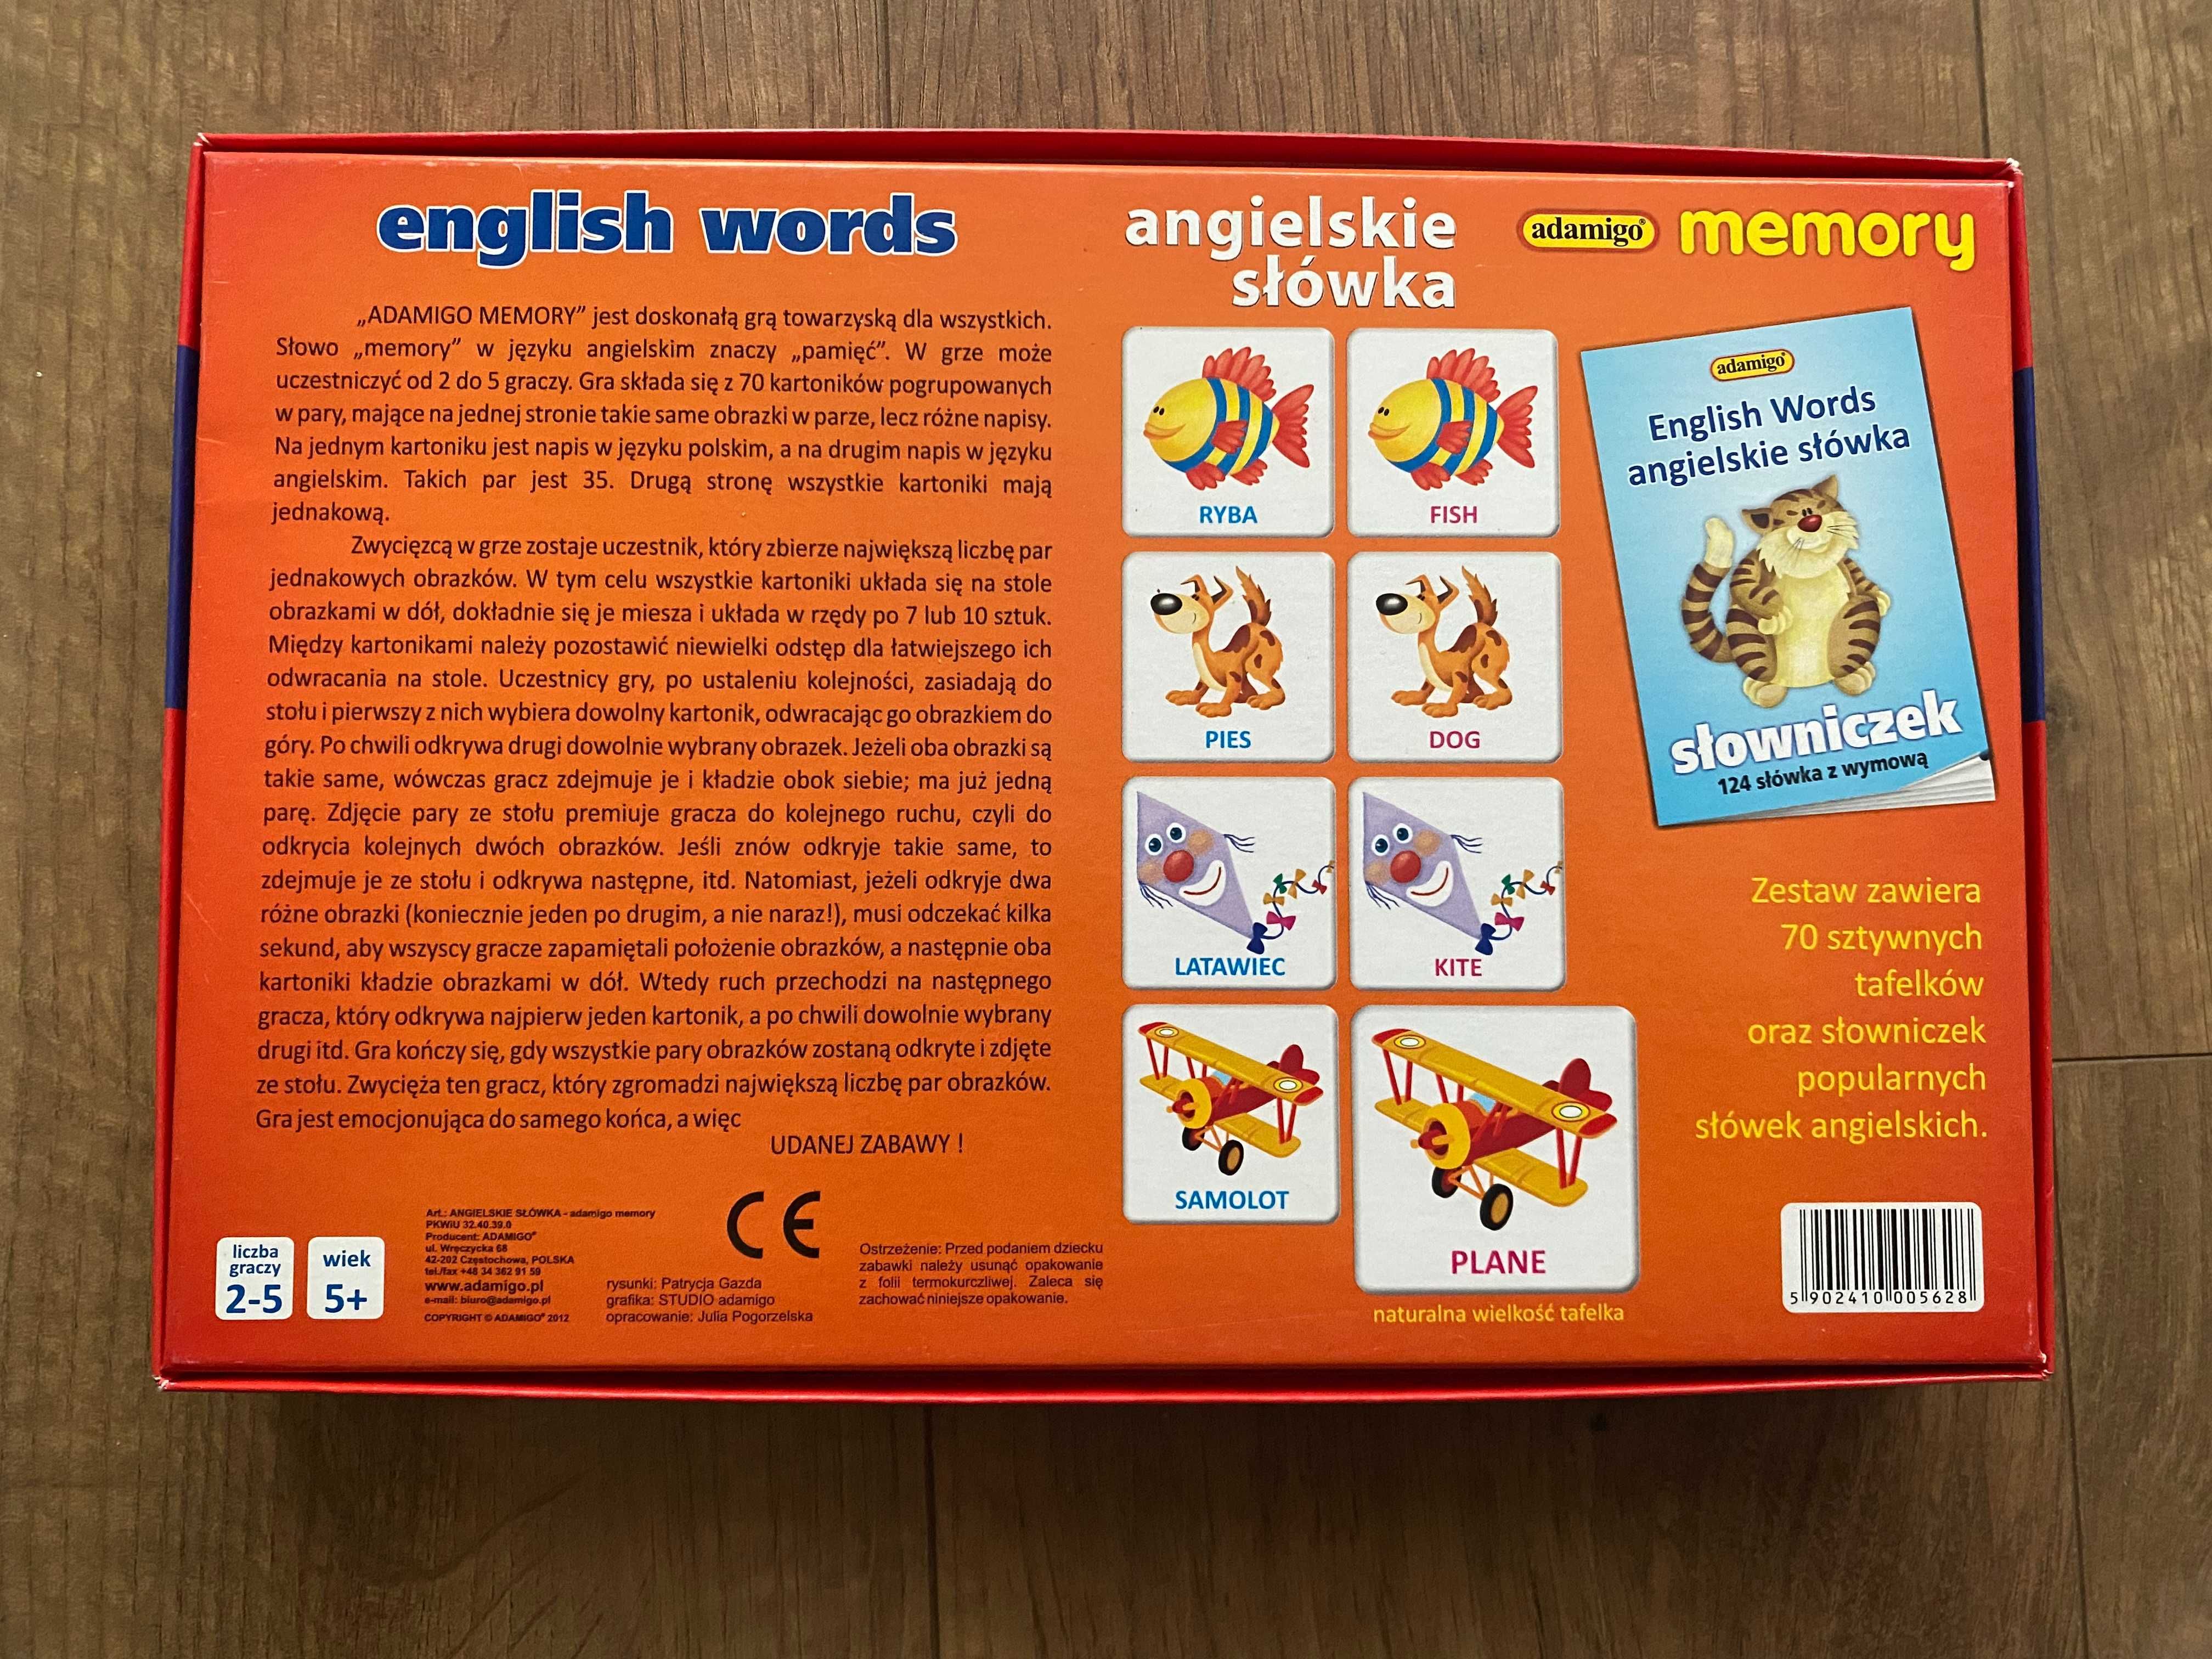 english words
angielskie
słówka
adamigo®
memory
„ADAMIGO MEMORY” jest doskonałą grą towarzyską dla wszystkich.
Słowo „memory” w języku angielskim znaczy „pamięć”. W grze może
uczestniczyć od 2 do 5 graczy. Gra składa się z 70 kartoników pogrupowanych
w pary, mające na jednej stronie takie same obrazki w parze, lecz różne napisy.
Na jednym kartoniku jest napis w języku polskim, a na drugim napis w języku
angielskim. Takich par jest 35. Drugą stronę wszystkie kartoniki mają
jednakową.
Zwycięzcą w grze zostaje uczestnik, który zbierze największą liczbę par
jednakowych obrazków. W tym celu wszystkie kartoniki układa się na stole
obrazkami w dół, dokładnie się je miesza i układa w rzędy po 7 lub 10 sztuk.
Między kartonikami należy pozostawić niewielki odstęp dla łatwiejszego ich
odwracania na stole. Uczestnicy gry, po ustaleniu kolejności, zasiadają do
stołu i pierwszy z nich wybiera dowolny kartonik, odwracając go obrazkiem do
góry. Po chwili odkrywa drugi dowolnie wybrany obrazek. Jeżeli oba obrazki są
takie same, wówczas gracz zdejmuje je i kładzie obok siebie; ma już jedną
parę. Zdjęcie pary ze stołu premiuje gracza do kolejnego ruchu, czyli do
odkrycia kolejnych dwóch obrazków. Jeśli znów odkryje takie same, to
zdejmuje je ze stołu i odkrywa następne, itd. Natomiast, jeżeli odkryje dwa
różne obrazki (koniecznie jeden po drugim, a nie naraz!), musi odczekać kilka
sekund, aby wszyscy gracze zapamiętali położenie obrazków, a następnie oba
kartoniki kładzie obrazkami w dół. Wtedy ruch przechodzi na następnego
gracza, który odkrywa najpierw jeden kartonik, a po chwili dowolnie wybrany
drugi itd. Gra kończy się, gdy wszystkie pary obrazków zostaną odkryte i zdjęte
ze stołu. Zwycięża ten gracz, który zgromadzi największą liczbę par obrazków.
Gra jest emocjonująca do samego końca, a więc
UDANEJ ZABAWY !
RYBA
FISH
PIES
DOG
LATAWIEC
KITE
SAMOLOT
PLANE
naturalna wielkość tafelka
adamigo®
English Words
angielskie słówka
słowniczek
124 słówka z wymową
Zestaw zawiera
70 sztywnych
tafelków
oraz słowniczek
popularnych
słówek angielskich.
liczba
graczy
2-5
wiek
5+
Art.: ANGIELSKIE SŁÓWKA - adamigo memory
PKWiU 32.40.39.0
Producent: ADAMIGO®
ul. Wręczycka 68
42-202 Częstochowa, POLSKA
tel./fax +48 34 362 91 59
www.adamigo.pl
e-mail: biuro@adamigo.pl
COPYRIGHT © ADAMIGO® 2012
rysunki: Patrycja Gazda
grafika: STUDIO adamigo
opracowanie: Julia Pogorzelska
CE
Ostrzeżenie: Przed podaniem dziecku
zabawki należy usunąć opakowanie
z folii termokurczliwej. Zaleca się
zachować niniejsze opakowanie.
5 902410 005628